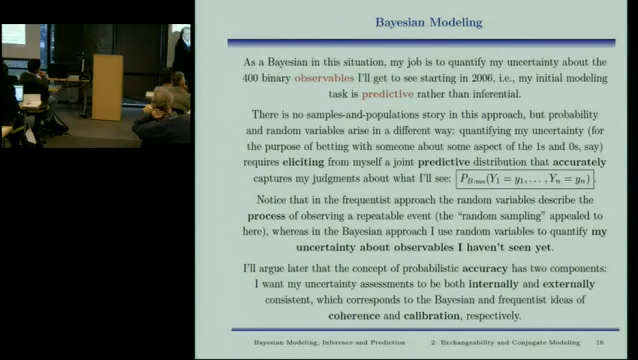 Bayesian Modeling
As a Bayesian in this situation, my job is to quantify my uncertainty about the
400 binary observables I'll get to see starting in 2006, i.e., my initial modeling
task is predictive rather than inferential.
There is no samples-and-populations story in this approach, but probability
and random variables arise in a different way: quantifying my uncertainty (for
the purpose of betting with someone about some aspect of the 1s and 0s, say)
requires eliciting from myself a joint predictive distribution that accurately
captures my judgments about what I'll see: P_{B:me}(Y₁ = y₁, . . . , Yₙ = yₙ) .
Notice that in the frequentist approach the random variables describe the
process of observing a repeatable event (the "random sampling" appealed to
here), whereas in the Bayesian approach I use random variables to quantify my
uncertainty about observables I haven't seen yet.
I'll argue later that the concept of probabilistic accuracy has two components:
I want my uncertainty assessments to be both internally and externally
consistent, which corresponds to the Bayesian and frequentist ideas of
coherence and calibration, respectively.
Bayesian Modeling, Inference and Prediction 2: Exchangeability and Conjugate Modeling 16